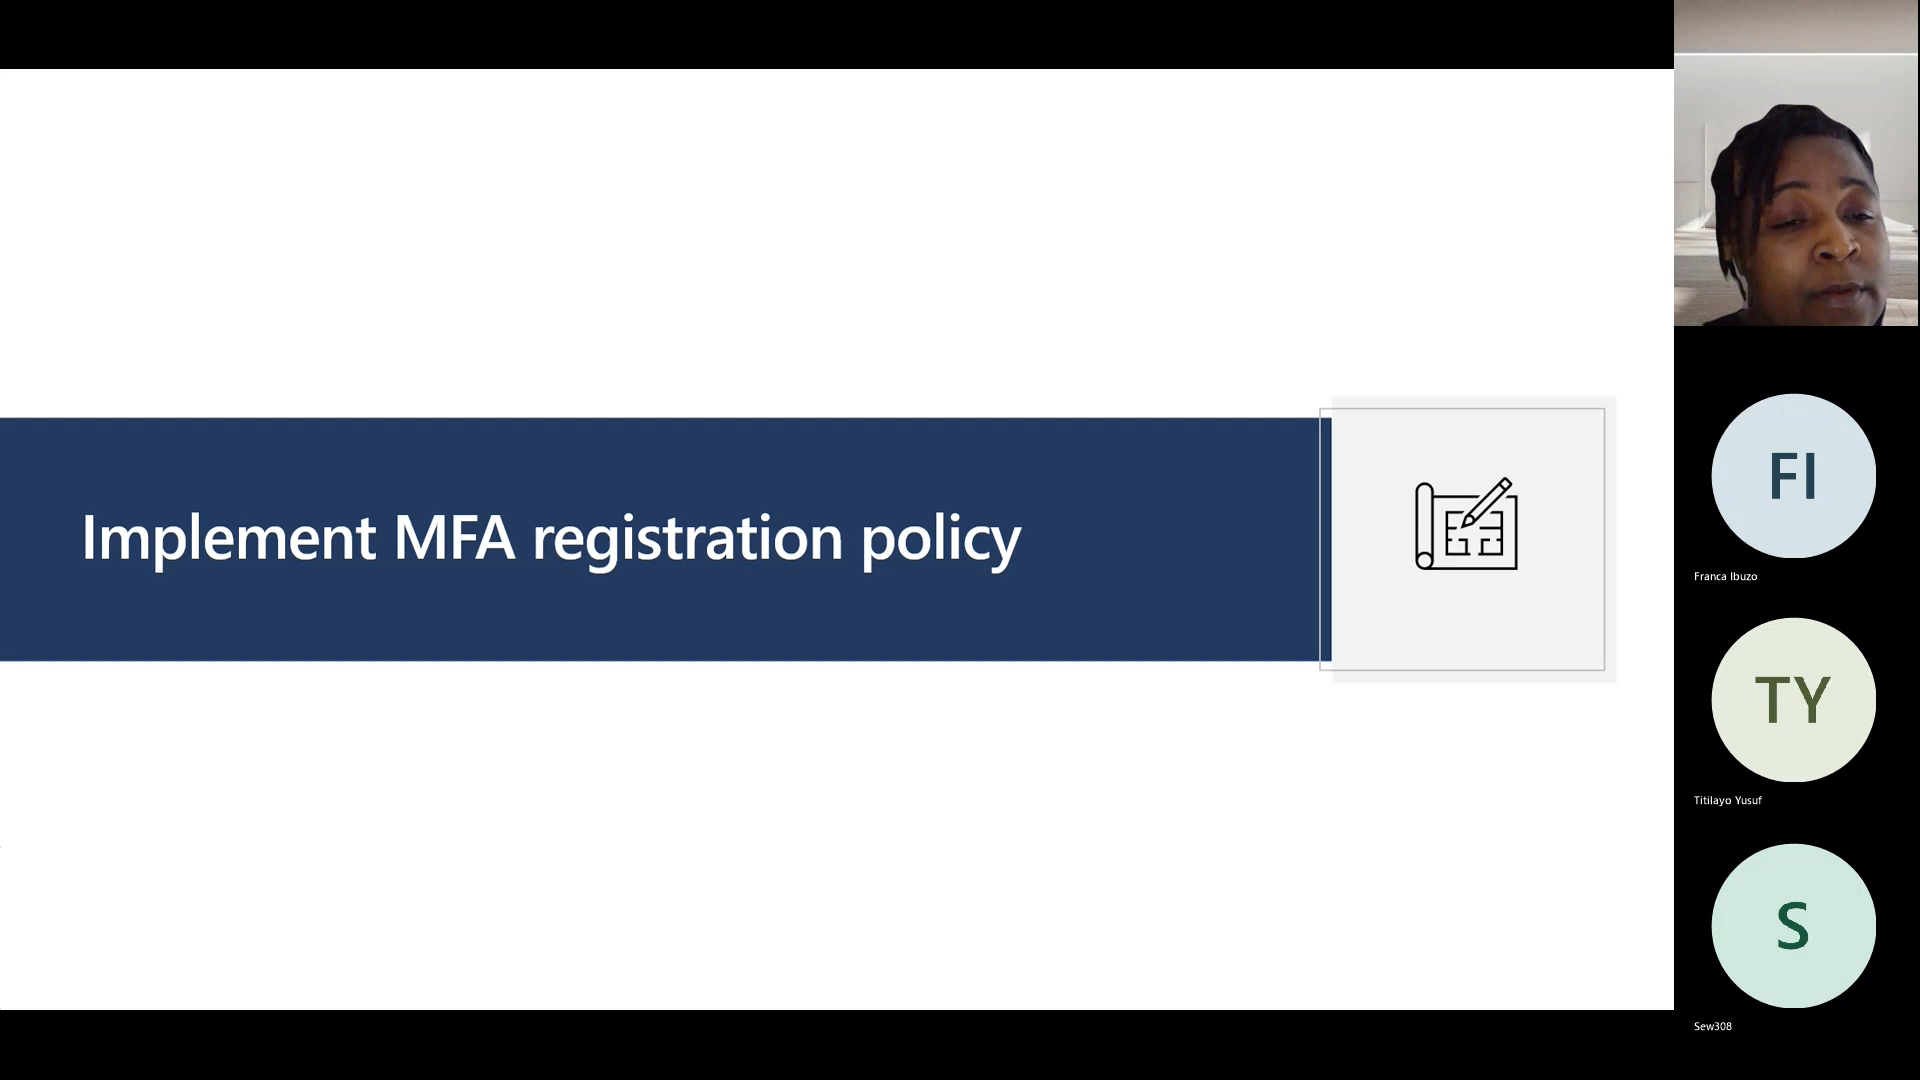 Implement MFA registration policy
FI
Franca Ibuzo
TY
Titilayo Yusuf
S
Sew308